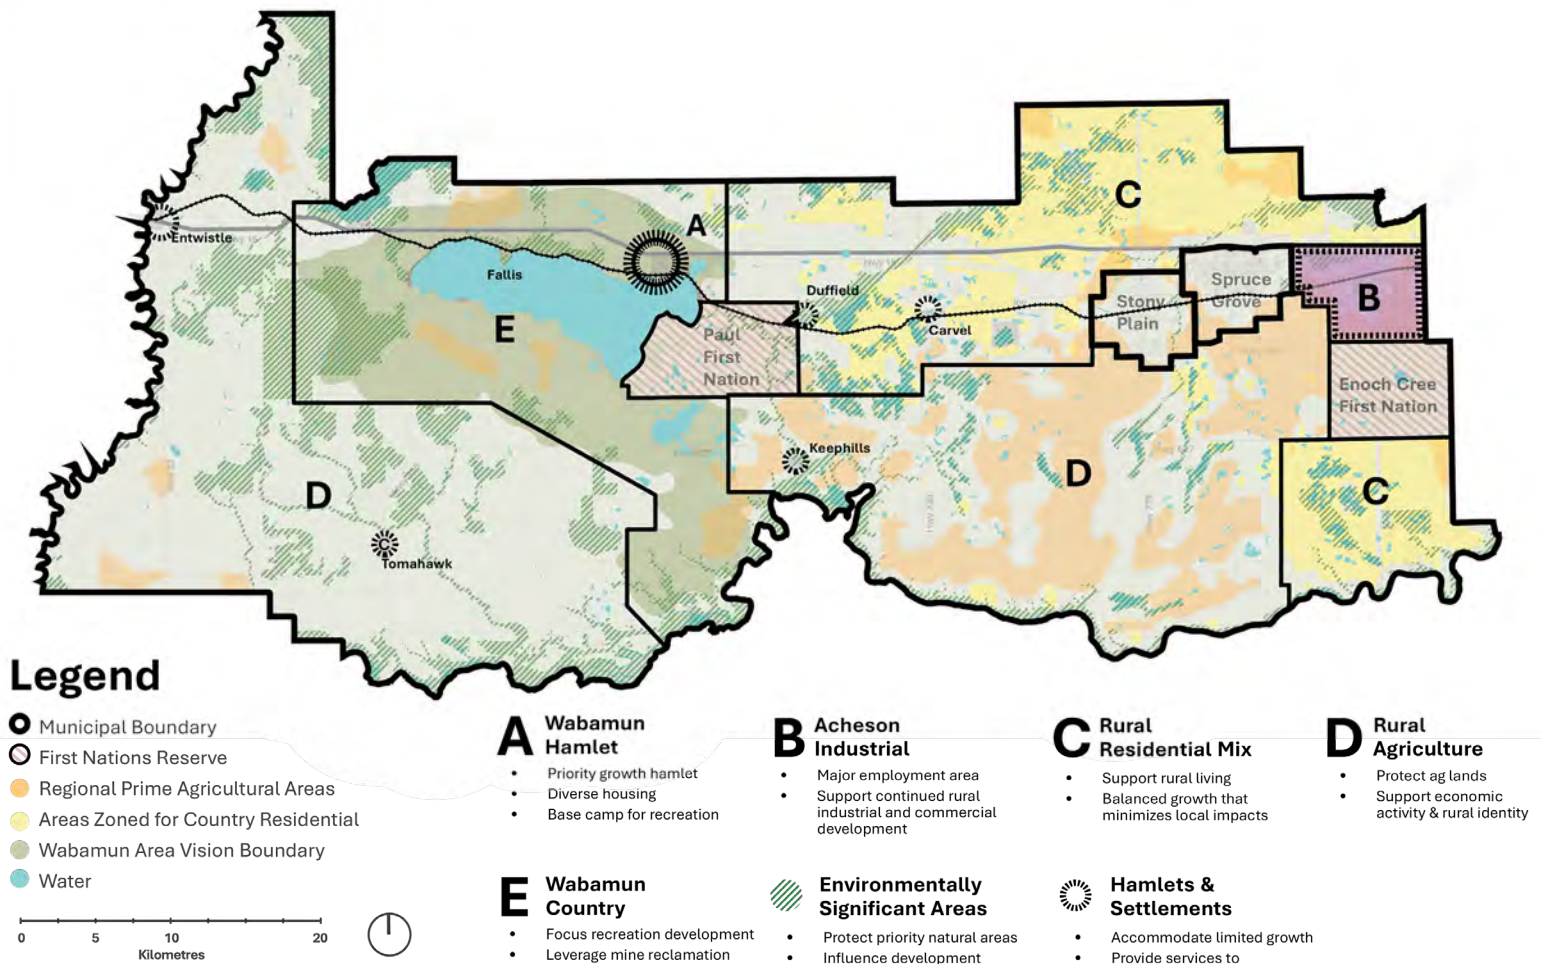 C
A
Entwistle
Fallis
Duffield
Spruce
Grove
Stony
Plain
B
E
Carvel
Paul
First
Nation
Enoch Cree
First Nation
Keephills
D
D
C
C
Tomahawk
Legend
Municipal Boundary
First Nations Reserve
Regional Prime Agricultural Areas
Areas Zoned for Country Residential
Wabamun Area Vision Boundary
Water
0 5 10 20
Kilometres
A Wabamun
Hamlet
• Priority growth hamlet
• Diverse housing
• Base camp for recreation
B Acheson
Industrial
• Major employment area
• Support continued rural
industrial and commercial
development
C Rural
Residential Mix
• Support rural living
• Balanced growth that
minimizes local impacts
D Rural
Agriculture
• Protect ag lands
• Support economic
activity & rural identity
E Wabamun
Country
• Focus recreation development
• Leverage mine reclamation
Environmentally
Significant Areas
• Protect priority natural areas
• Influence development
Hamlets &
Settlements
• Accommodate limited growth
• Provide services to